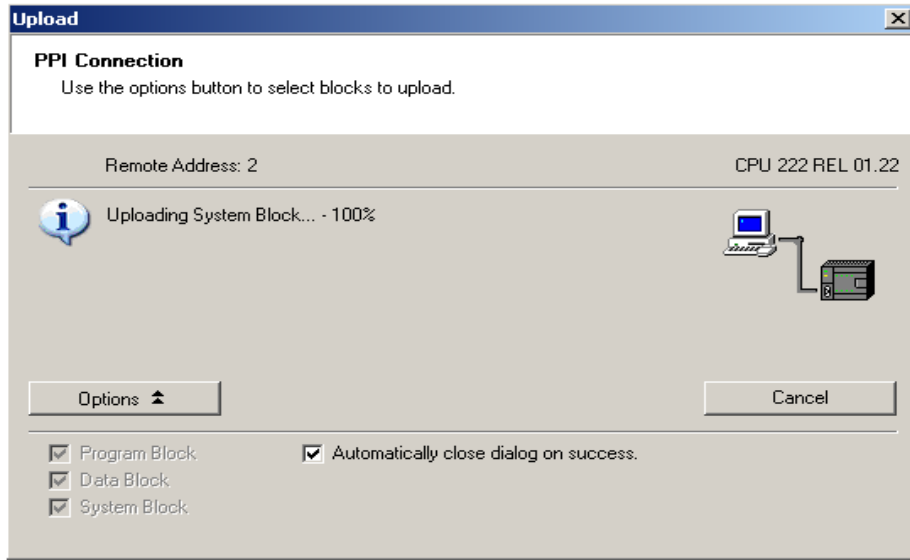 Upload
PPI Connection
Use the options button to select blocks to upload.
Remote Address: 2
CPU 222 REL 01.22
Uploading System Block... - 100%
Options
Cancel
Program Block
Automatically close dialog on success.
Data Block
System Block